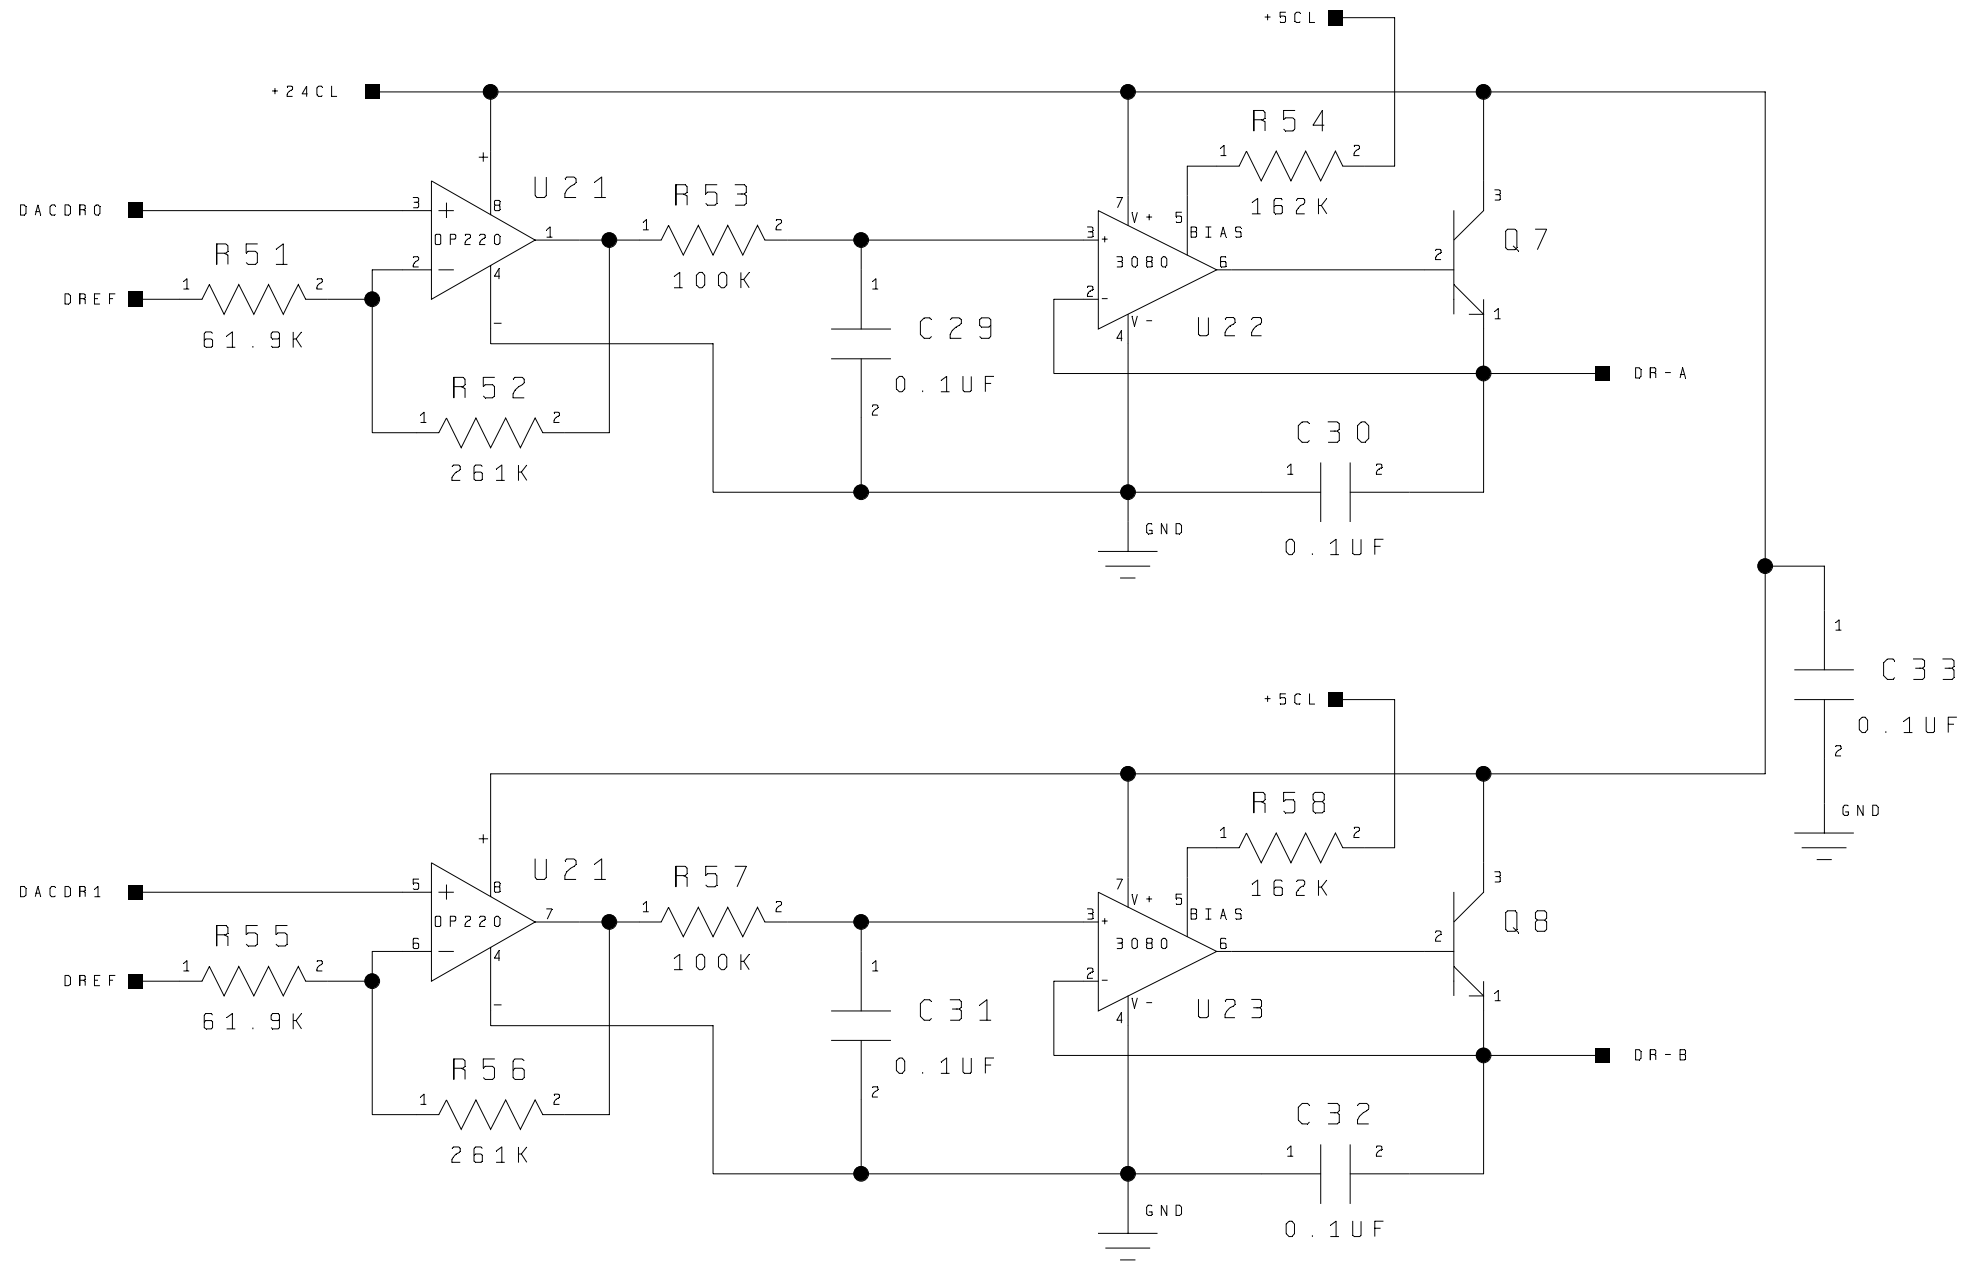 +5CL
+24CL
R54
1 2
162K
3
+
8
U21
R53
1 2
100K
DACDR0
3 +
OP220
1
2 -
4
-
R51
1 2
61.9K
DREF
7 V+
5
BIAS
3 +
3080
6
2 -
V-
4
U22
2
Q7
1
1
C29
0.1UF
2
DR-A
R52
1 2
261K
C30
1 2
0.1UF
GND
1
C33
0.1UF
2
GND
+5CL
R58
1 2
162K
3
+
8
U21
R57
1 2
100K
DACDR1
5 +
OP220
7
6 -
4
-
R55
1 2
61.9K
DREF
7 V+
5
BIAS
3 +
3080
6
2 -
V-
4
U23
2
Q8
1
1
C31
0.1UF
2
DR-B
R56
1 2
261K
C32
1 2
0.1UF
GND